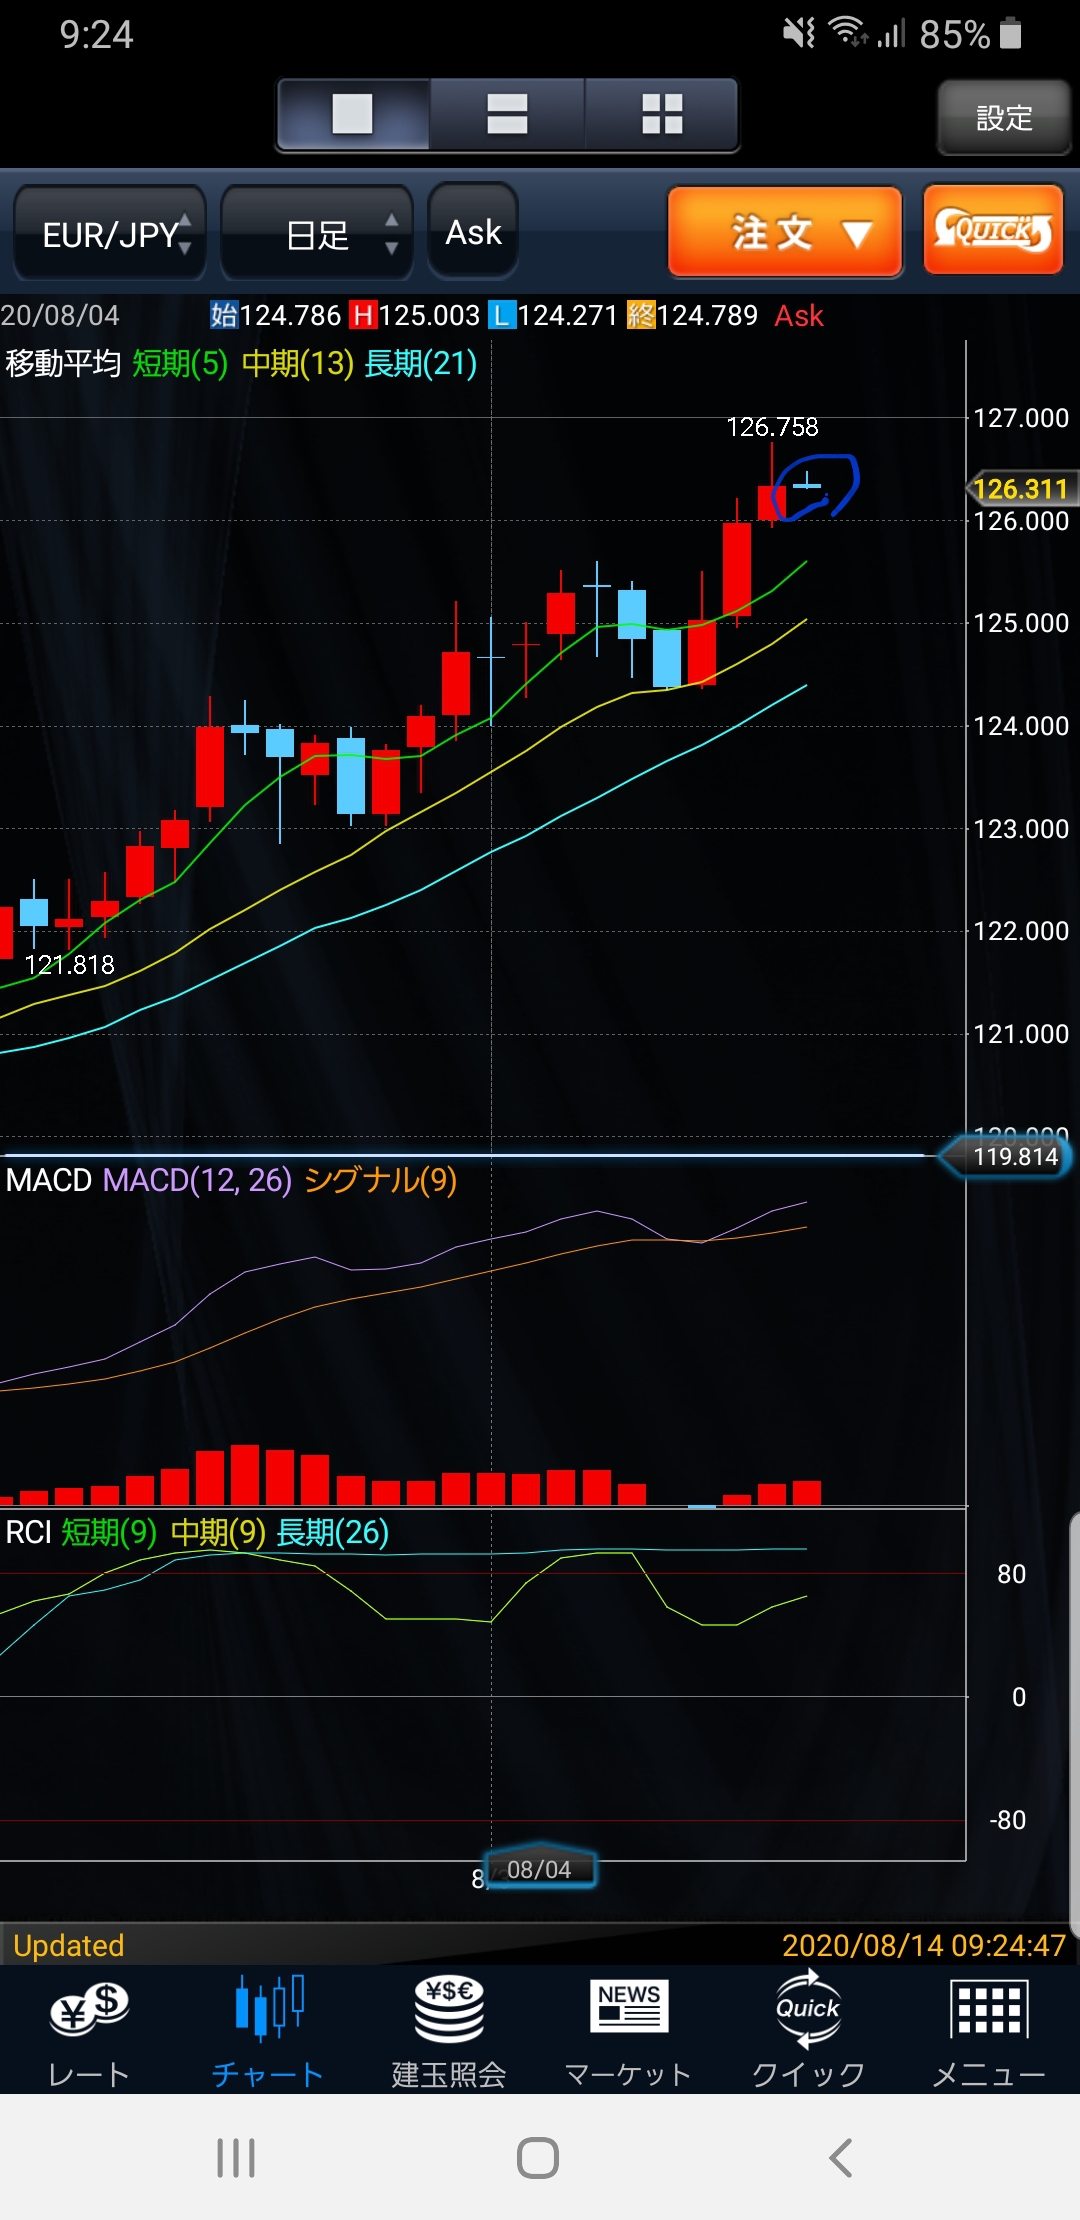 9:24
85%
設定
EUR/JPY
日足
Ask
注文
QUICK
20/08/04 始124.786 H125.003 L124.271 終124.789 Ask
移動平均 短期(5) 中期(13) 長期(21)
127.000
126.758
126.311
126.000
125.000
124.000
123.000
122.000
121.818
121.000
120.000
119.814
MACD MACD(12, 26) シグナル(9)
RCI 短期(9) 中期(9) 長期(26)
80
0
-80
8/
08/04
Updated
2020/08/14 09:24:47
¥$
¥$€
NEWS
Quick
レート
チャート
建玉照会
マーケット
クイック
メニュー